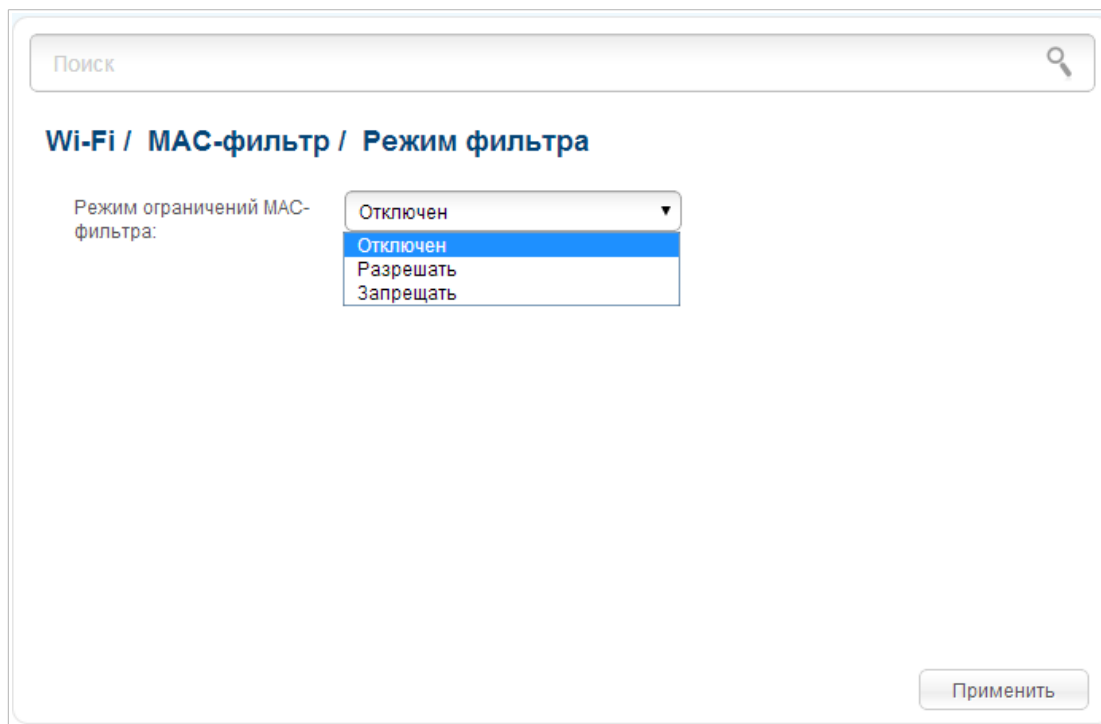 Поиск
Wi-Fi / MAC-фильтр / Режим фильтра
Режим ограничений MAC-
фильтра:
Отключен
Отключен
Разрешать
Запрещать
Применить